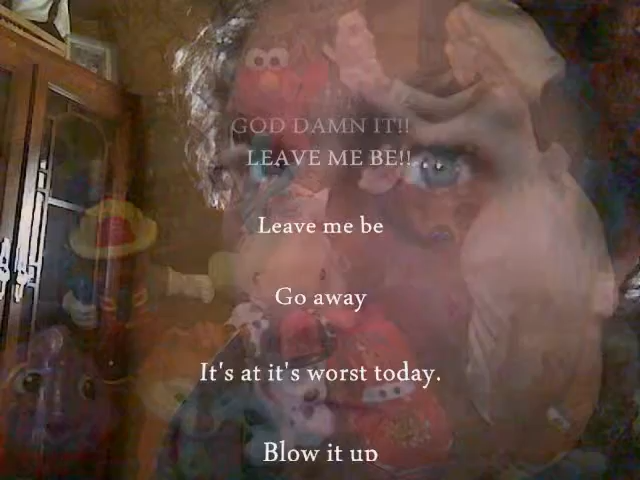 GOD DAMN IT!!
LEAVE ME BE!!
Leave me be
Go away
It's at it's worst today.
Blow it up